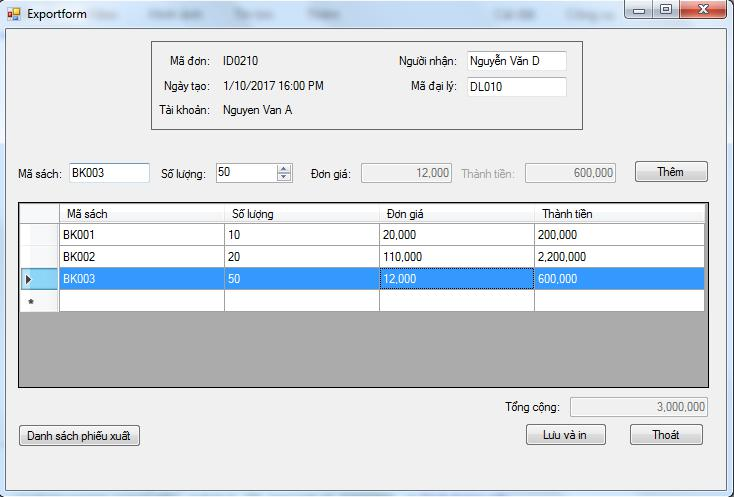 Exportform
Mã đơn: ID0210 Người nhận: Nguyễn Văn D
Ngày tạo: 1/10/2017 16:00 PM Mã đại lý: DL010
Tài khoản: Nguyen Van A
Mã sách: BK003 Số lượng: 50 Đơn giá: 12,000 Thành tiền: 600,000 Thêm
Mã sách Số lượng Đơn giá Thành tiền
BK001 10 20,000 200,000
BK002 20 110,000 2,200,000
BK003 50 12,000 600,000
Tổng cộng: 3,000,000
Danh sách phiếu xuất Lưu và in Thoát